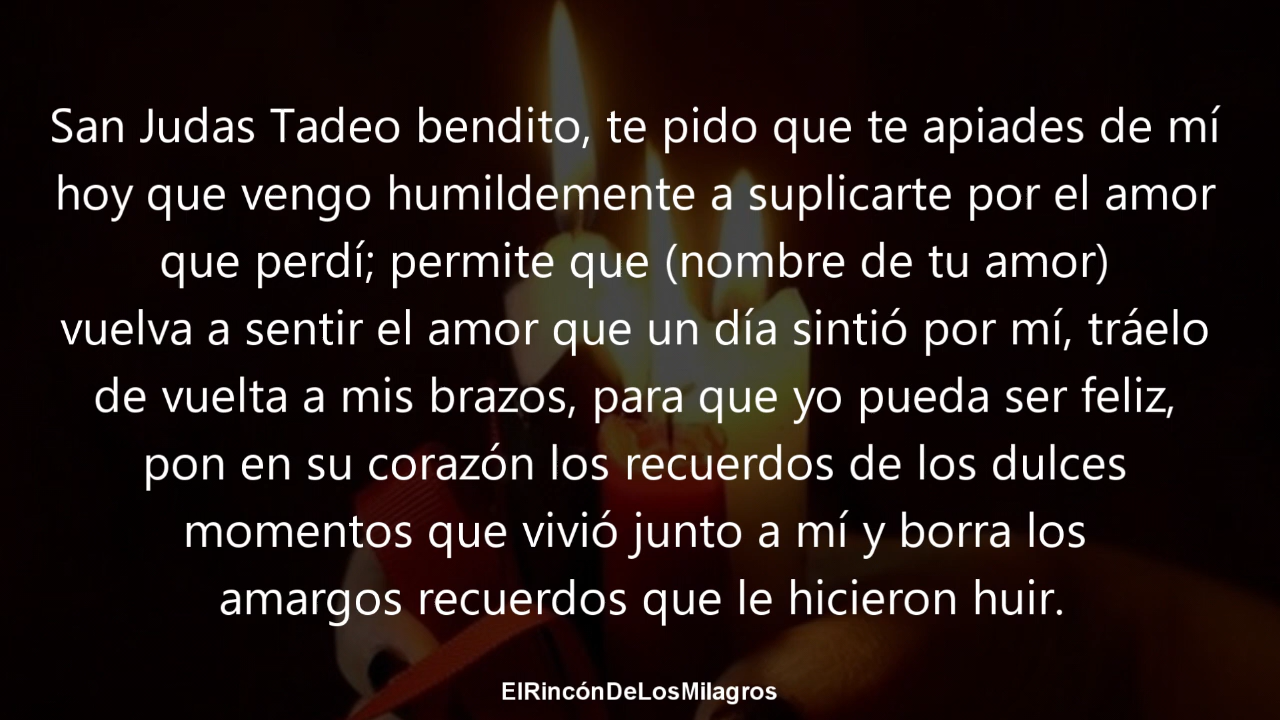 San Judas Tadeo bendito, te pido que te apiades de mí
hoy que vengo humildemente a suplicarte por el amor
que perdí; permite que (nombre de tu amor)
vuelva a sentir el amor que un día sintió por mí, tráelo
de vuelta a mis brazos, para que yo pueda ser feliz,
pon en su corazón los recuerdos de los dulces
momentos que vivió junto a mí y borra los
amargos recuerdos que le hicieron huir.
ElRincónDeLosMilagros